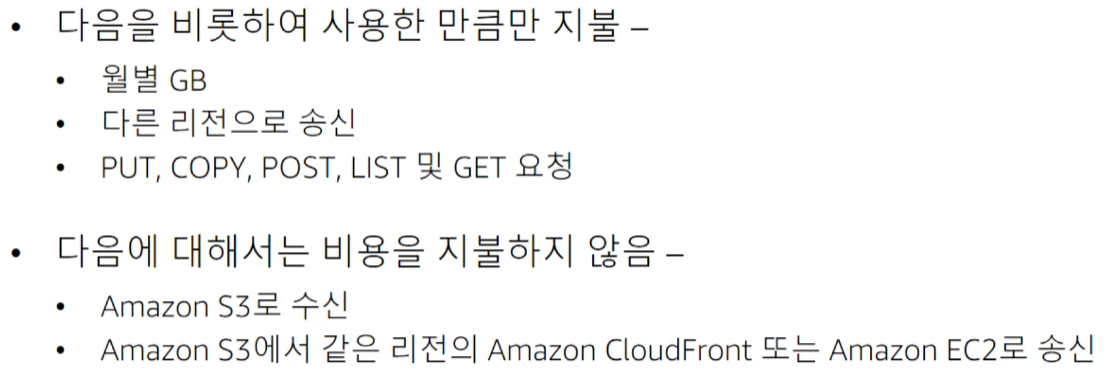 • 다음을 비롯하여 사용한 만큼만 지불 –
• 월별 GB
• 다른 리전으로 송신
• PUT, COPY, POST, LIST 및 GET 요청
• 다음에 대해서는 비용을 지불하지 않음 –
• Amazon S3로 수신
• Amazon S3에서 같은 리전의 Amazon CloudFront 또는 Amazon EC2로 송신